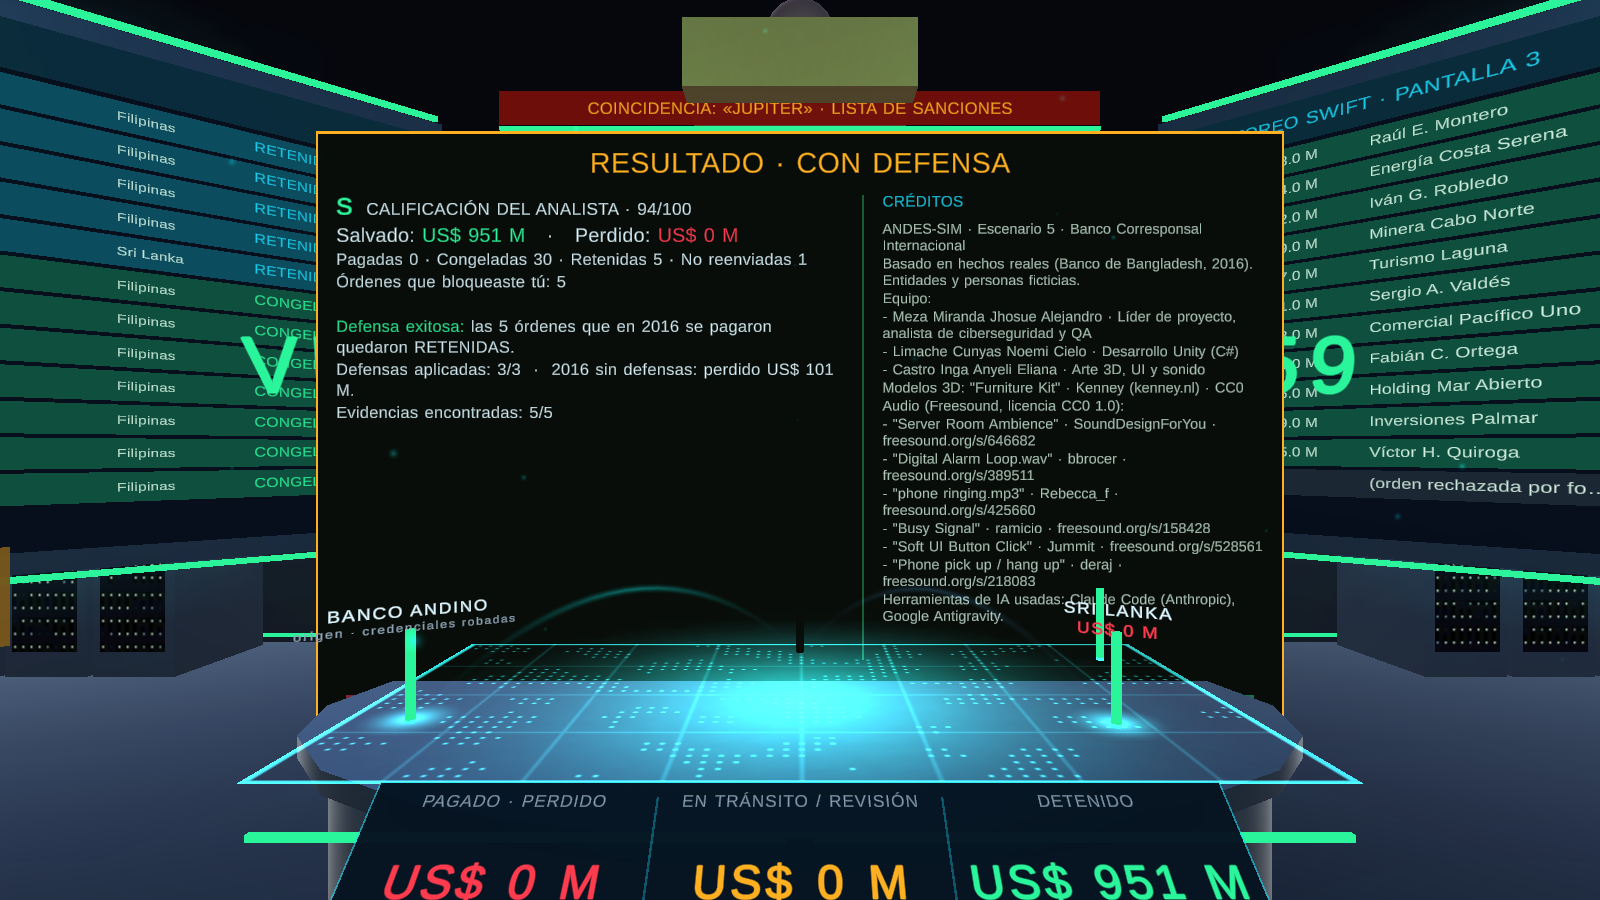 COINCIDENCIA: «JUPITER» · LISTA DE SANCIONES
RESULTADO · CON DEFENSA
S CALIFICACIÓN DEL ANALISTA · 94/100
Salvado: US$ 951 M · Perdido: US$ 0 M
Pagadas 0 · Congeladas 30 · Retenidas 5 · No reenviadas 1
Órdenes que bloqueaste tú: 5
Defensa exitosa: las 5 órdenes que en 2016 se pagaron
quedaron RETENIDAS.
Defensas aplicadas: 3/3 · 2016 sin defensas: perdido US$ 101
M.
Evidencias encontradas: 5/5
CRÉDITOS
ANDES-SIM · Escenario 5 · Banco Corresponsal
Internacional
Basado en hechos reales (Banco de Bangladesh, 2016).
Entidades y personas ficticias.
Equipo:
- Meza Miranda Jhosue Alejandro · Líder de proyecto,
analista de ciberseguridad y QA
- Limache Cunyas Noemi Cielo · Desarrollo Unity (C#)
- Castro Inga Anyeli Eliana · Arte 3D, UI y sonido
Modelos 3D: "Furniture Kit" · Kenney (kenney.nl) · CC0
Audio (Freesound, licencia CC0 1.0):
- "Server Room Ambience" · SoundDesignForYou ·
freesound.org/s/646682
- "Digital Alarm Loop.wav" · bbrocer ·
freesound.org/s/389511
- "phone ringing.mp3" · Rebecca_f ·
freesound.org/s/425660
- "Busy Signal" · ramicio · freesound.org/s/158428
- "Soft UI Button Click" · Jummit · freesound.org/s/528561
- "Phone pick up / hang up" · deraj ·
freesound.org/s/218083
Herramientas de IA usadas: Claude Code (Anthropic),
Google Antigravity.
Filipinas
Filipinas
Filipinas
Filipinas
Sri Lanka
Filipinas
Filipinas
Filipinas
Filipinas
Filipinas
Filipinas
Filipinas
SWIFT · PANTALLA 3
Raúl E. Montero
Energía Costa Serena
Iván G. Robledo
Minera Cabo Norte
Turismo Laguna
Sergio A. Valdés
Comercial Pacífico Uno
Fabián C. Ortega
Holding Mar Abierto
Inversiones Palmar
Víctor H. Quiroga
(orden rechazada por fo...
BANCO ANDINO
origen · credenciales robadas
SRI LANKA
US$ 0 M
PAGADO · PERDIDO
US$ 0 M
EN TRÁNSITO / REVISIÓN
US$ 0 M
DETENIDO
US$ 951 M